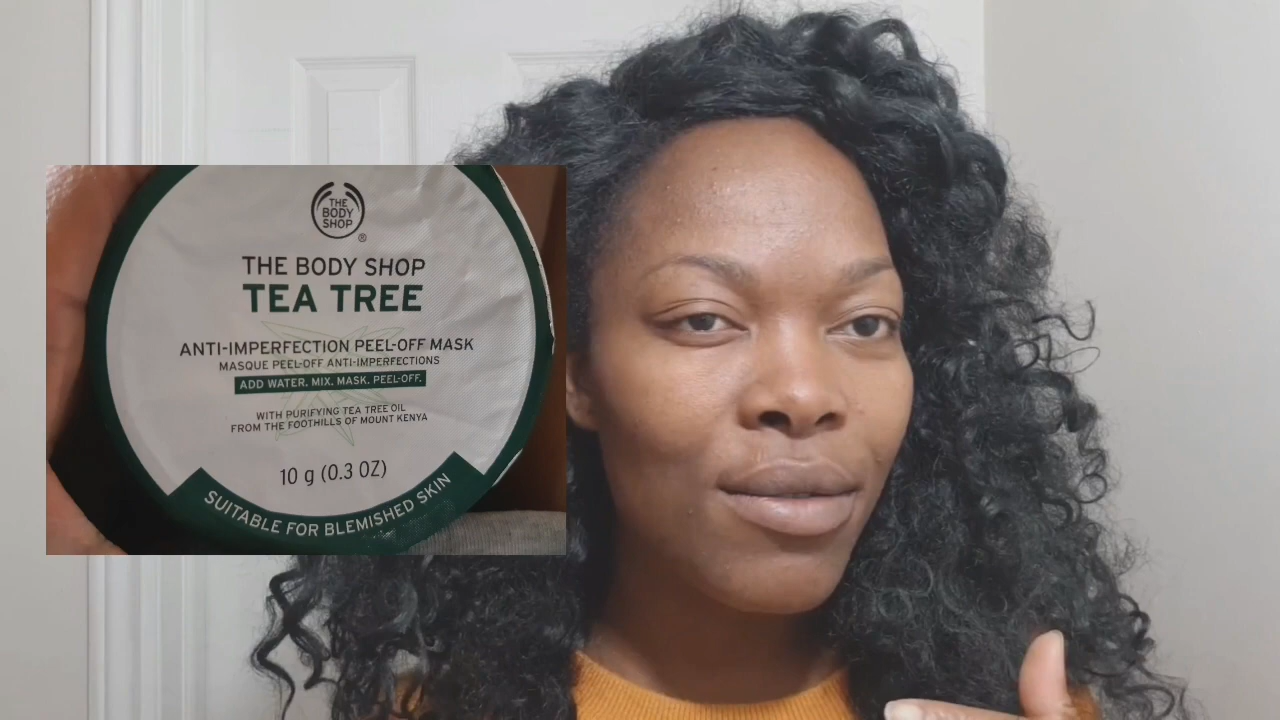 THE
BODY
SHOP
®
THE BODY SHOP
TEA TREE
ANTI-IMPERFECTION PEEL-OFF MASK
MASQUE PEEL-OFF ANTI-IMPERFECTIONS
ADD WATER. MIX. MASK. PEEL-OFF.
WITH PURIFYING TEA TREE OIL
FROM THE FOOTHILLS OF MOUNT KENYA
10 g (0.3 OZ)
SUITABLE FOR BLEMISHED SKIN